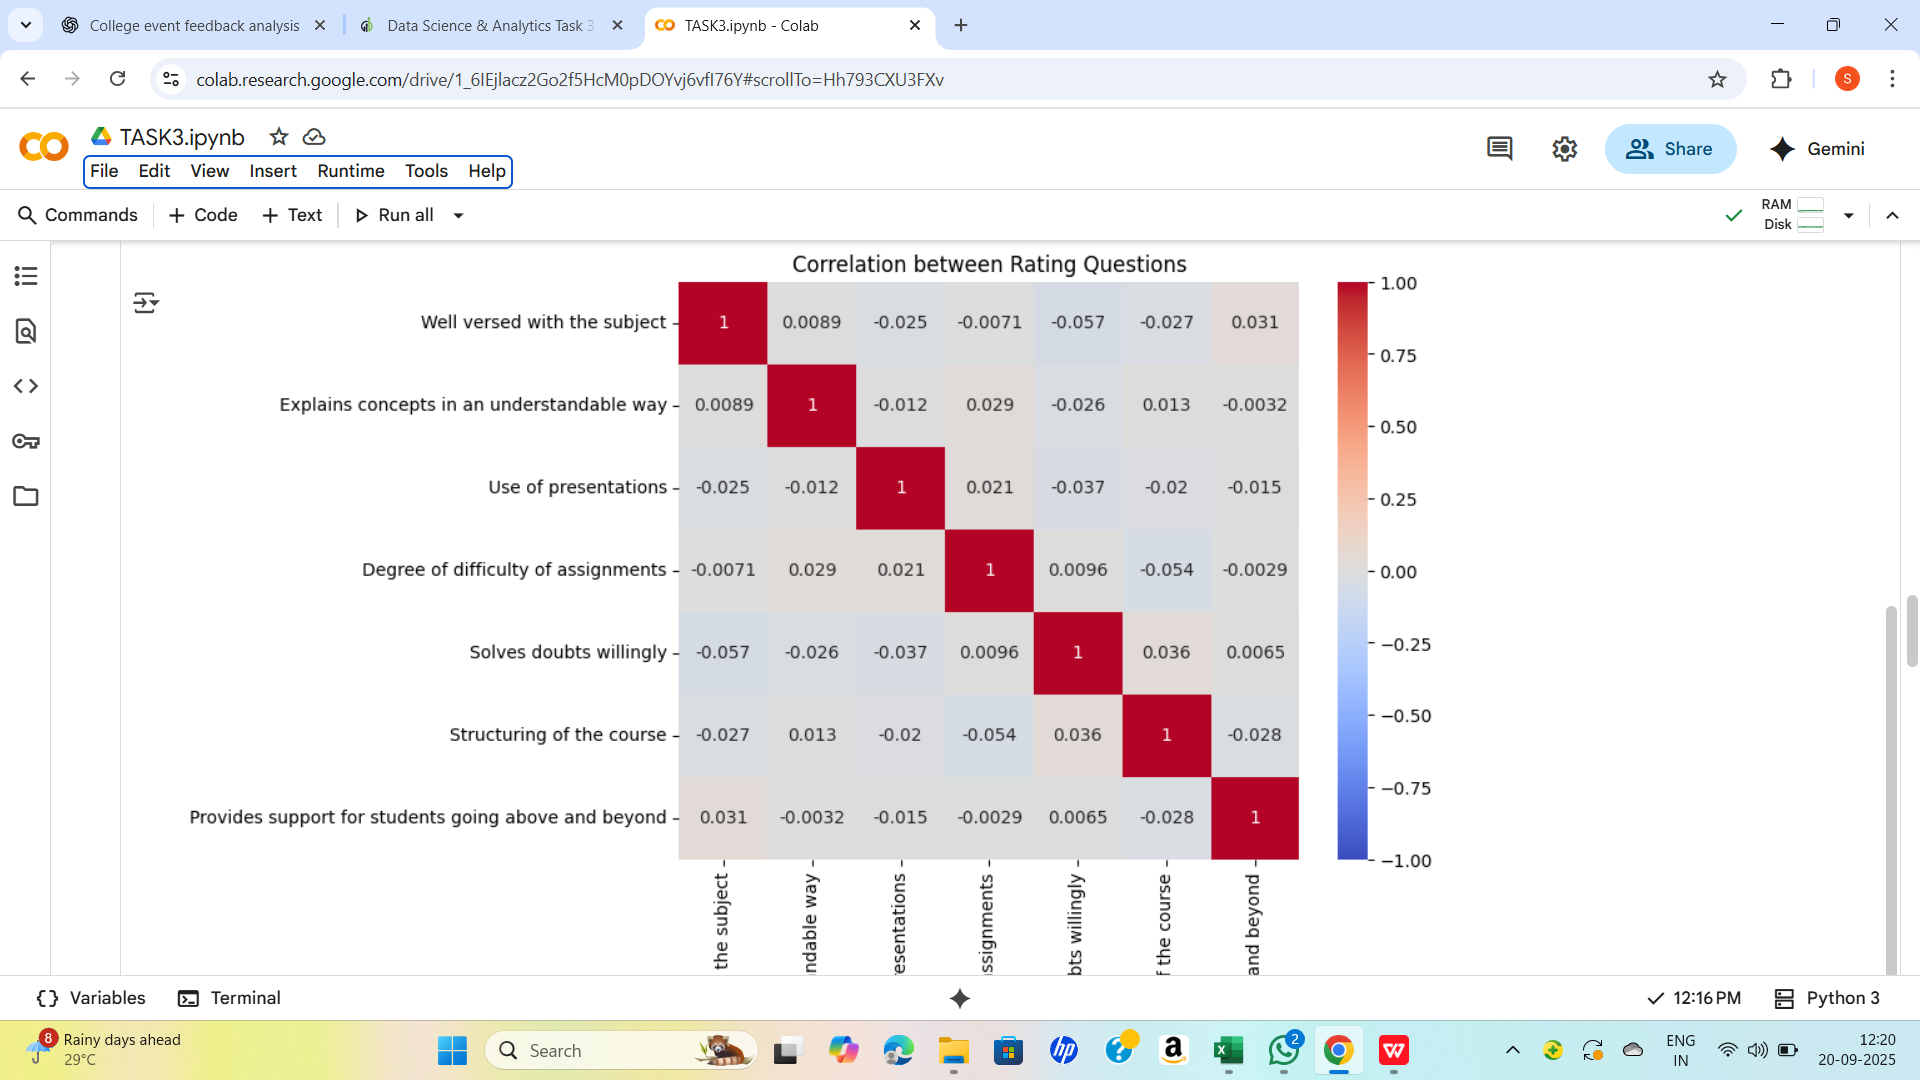 College event feedback analysis
Data Science & Analytics Task 3
TASK3.ipynb - Colab
colab.research.google.com/drive/1_6IEjlacz2Go2f5HcM0pDOYvj6vfI76Y#scrollTo=Hh793CXU3FXv
S
TASK3.ipynb
File Edit View Insert Runtime Tools Help
Share
Gemini
Commands + Code + Text Run all
RAM
Disk
Correlation between Rating Questions
Well versed with the subject 1 0.0089 -0.025 -0.0071 -0.057 -0.027 0.031
Explains concepts in an understandable way 0.0089 1 -0.012 0.029 -0.026 0.013 -0.0032
Use of presentations -0.025 -0.012 1 0.021 -0.037 -0.02 -0.015
Degree of difficulty of assignments -0.0071 0.029 0.021 1 0.0096 -0.054 -0.0029
Solves doubts willingly -0.057 -0.026 -0.037 0.0096 1 0.036 0.0065
Structuring of the course -0.027 0.013 -0.02 -0.054 0.036 1 -0.028
Provides support for students going above and beyond 0.031 -0.0032 -0.015 -0.0029 0.0065 -0.028 1
1.00
0.75
0.50
0.25
0.00
−0.25
−0.50
−0.75
−1.00
the subject
ndable way
esentations
ssignments
bts willingly
f the course
and beyond
Variables
Terminal
12:16 PM
Python 3
8
Rainy days ahead
29°C
Search
hp
a
2
W
ENG
IN
12:20
20-09-2025